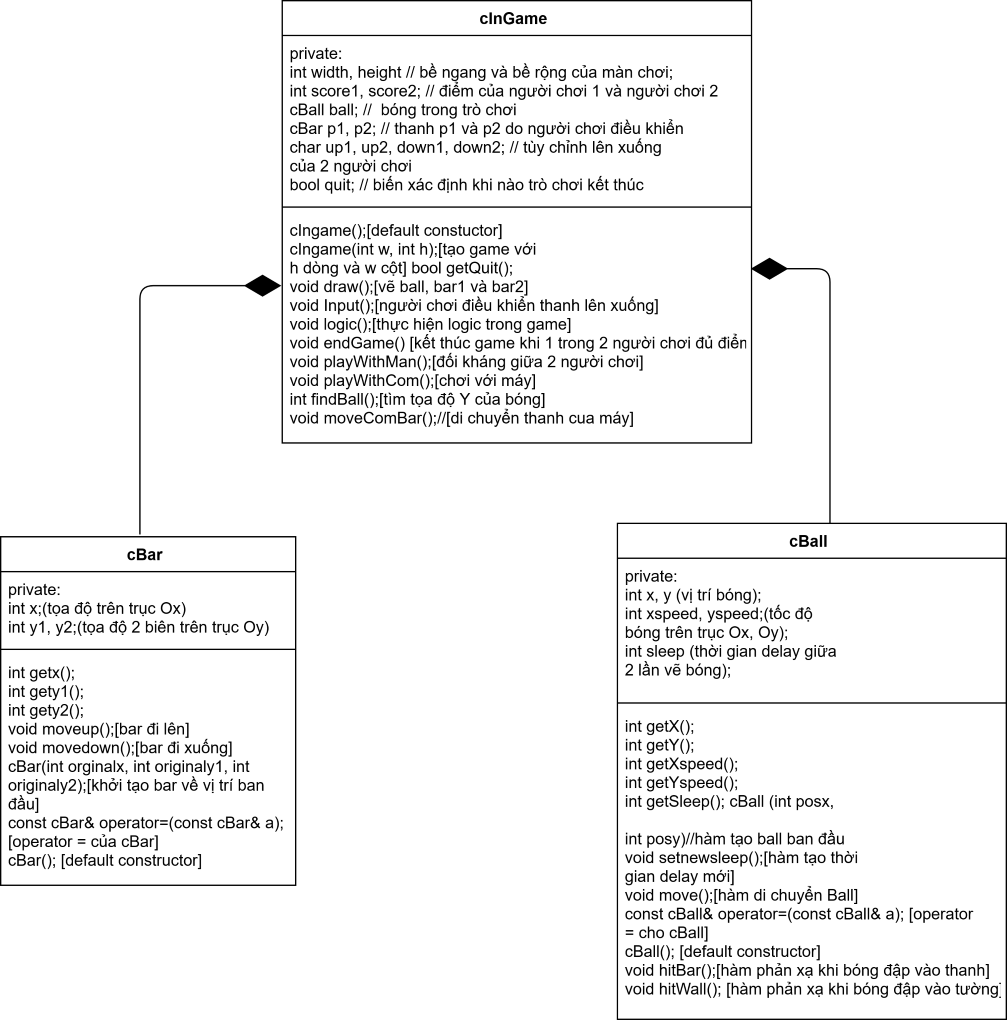 cInGame
private:
int width, height // bề ngang và bề rộng của màn chơi;
int score1, score2; // điểm của người chơi 1 và người chơi 2
cBall ball; // bóng trong trò chơi
cBar p1, p2; // thanh p1 và p2 do người chơi điều khiển
char up1, up2, down1, down2; // tùy chỉnh lên xuống
của 2 người chơi
bool quit; // biến xác định khi nào trò chơi kết thúc
cIngame();[default constuctor]
cIngame(int w, int h);[tạo game với
h dòng và w cột] bool getQuit();
void draw();[vẽ ball, bar1 và bar2]
void Input();[người chơi điều khiển thanh lên xuống]
void logic();[thực hiện logic trong game]
void endGame() [kết thúc game khi 1 trong 2 người chơi đủ điển
void playWithMan();[đối kháng giữa 2 người chơi]
void playWithCom();[chơi với máy]
int findBall();[tìm tọa độ Y của bóng]
void moveComBar();//[di chuyển thanh cua máy]
cBar
private:
int x;(tọa độ trên trục Ox)
int y1, y2;(tọa độ 2 biên trên trục Oy)
int getx();
int gety1();
int gety2();
void moveup();[bar đi lên]
void movedown();[bar đi xuống]
cBar(int orginalx, int originaly1, int
originaly2);[khởi tạo bar về vị trí ban
đầu]
const cBar& operator=(const cBar& a);
[operator = của cBar]
cBar(); [default constructor]
cBall
private:
int x, y (vị trí bóng);
int xspeed, yspeed;(tốc độ
bóng trên trục Ox, Oy);
int sleep (thời gian delay giữa
2 lần vẽ bóng);
int getX();
int getY();
int getXspeed();
int getYspeed();
int getSleep(); cBall (int posx,
int posy)//hàm tạo ball ban đầu
void setnewsleep();[hàm tạo thời
gian delay mới]
void move();[hàm di chuyển Ball]
const cBall& operator=(const cBall& a); [operator
= cho cBall]
cBall(); [default constructor]
void hitBar();[hàm phản xạ khi bóng đập vào thanh]
void hitWall(); [hàm phản xạ khi bóng đập vào tường]